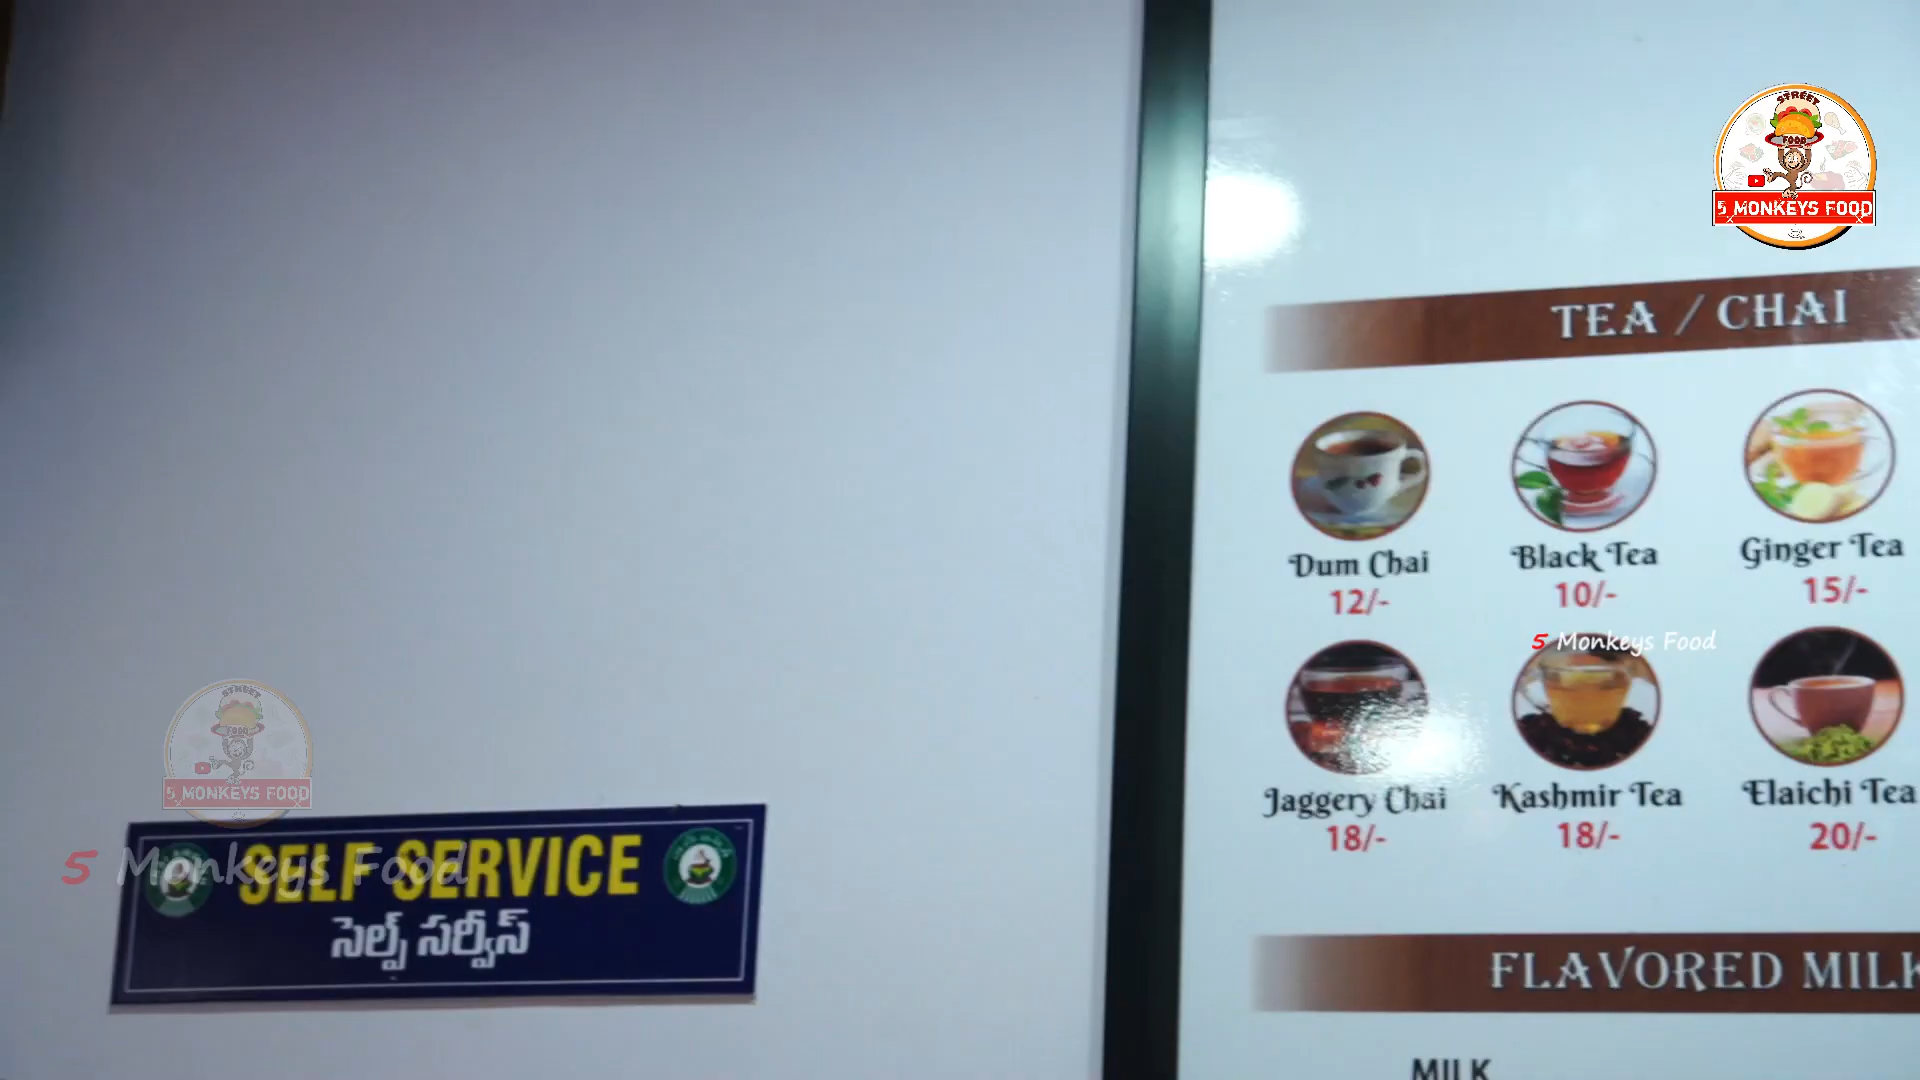 STREET
FOOD
5 MONKEYS FOOD
TEA / CHAI
Dum Chai
12/-
Black Tea
10/-
Ginger Tea
15/-
5 Monkeys Food
Jaggery Chai
18/-
Kashmir Tea
18/-
Elaichi Tea
20/-
FLAVORED MILK
MILK
STREET
FOOD
5 MONKEYS FOOD
5 Monkeys Food
SELF SERVICE
సెల్ఫ్ సర్వీస్